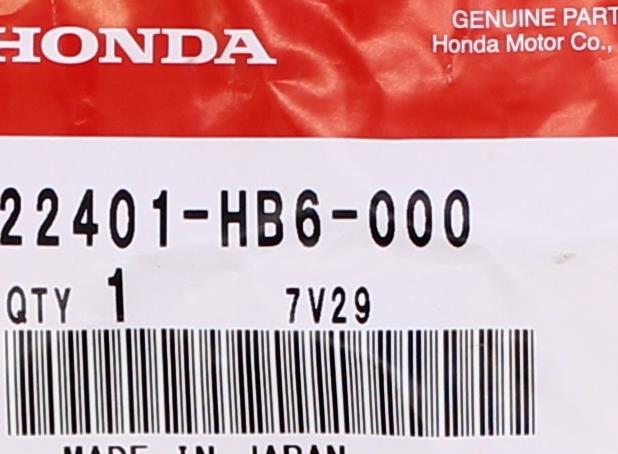 HONDA
GENUINE PART
Honda Motor Co.,
22401-HB6-000
QTY 1 7V29
MADE IN JAPAN